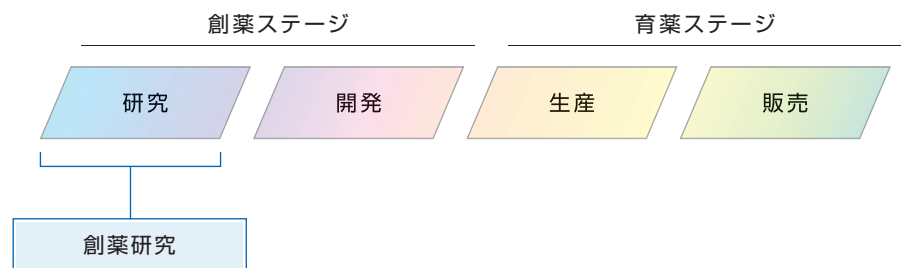 創薬ステージ
育薬ステージ
研究
開発
生産
販売
創薬研究